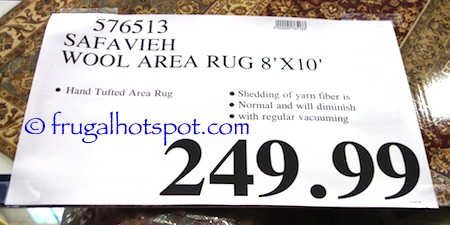 576513
SAFAVIEH
WOOL AREA RUG 8'X10'
• Hand Tufted Area Rug
• Shedding of yarn fiber is
• Normal and will diminish
• with regular vacuuming
© frugalhotspot.com
249.99